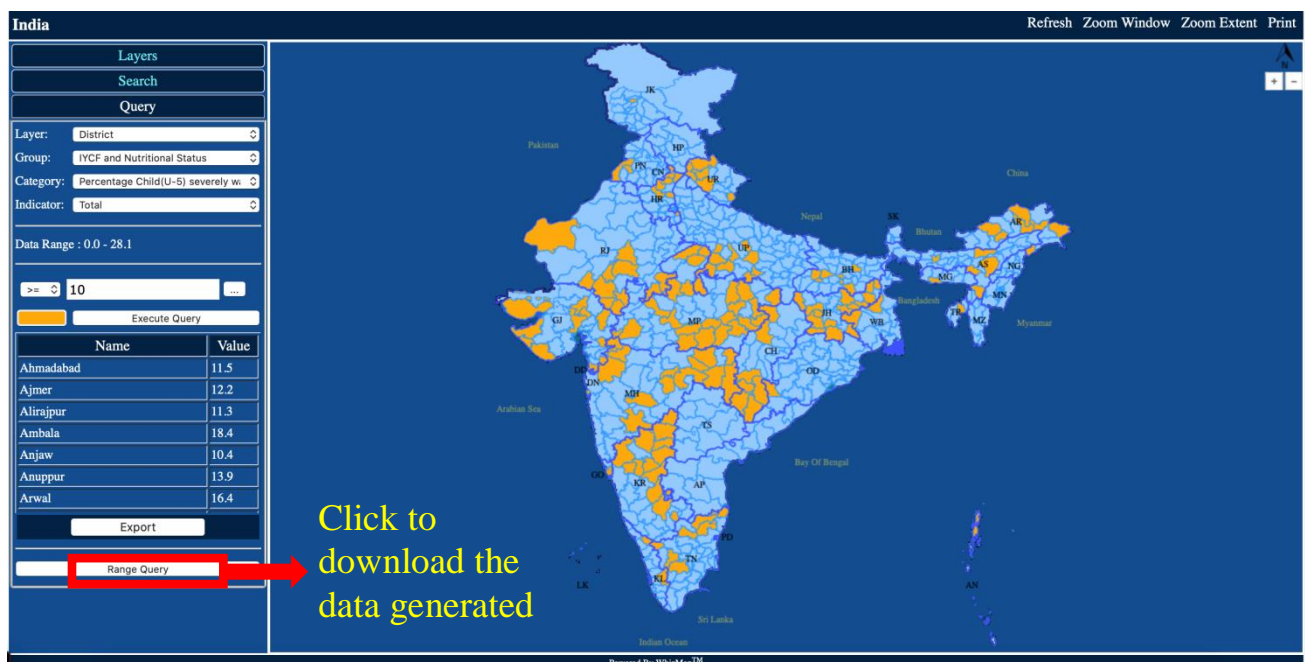 India
Refresh Zoom Window Zoom Extent Print
Layers
Search
Query
Layer: District
Group: IYCF and Nutritional Status
Category: Percentage Child(U-5) severely
Indicator: Total
Data Range : 0.0 - 28.1
>= 10 ...
Execute Query
Name Value
Ahmadabad 11.5
Ajmer 12.2
Alirajpur 11.3
Ambala 18.4
Anjaw 10.4
Anuppur 13.9
Arwal 16.4
Export
Range Query
Click to
download the
data generated
N
+ -
JK
Pakistan
HP
PN
CN
UR
China
HR
Nepal
SK
AR
Bhutan
RJ
UP
AS
NG
BH
MG
MN
Bangladesh
GJ
MP
JH
WB
TR
MZ
Myanmar
CH
OD
DD
DN
MH
Arabian Sea
TS
Bay Of Bengal
GO
KR
AP
PD
TN
LK
KL
AN
Sri Lanka
Indian Ocean
Powered By WhizMap™